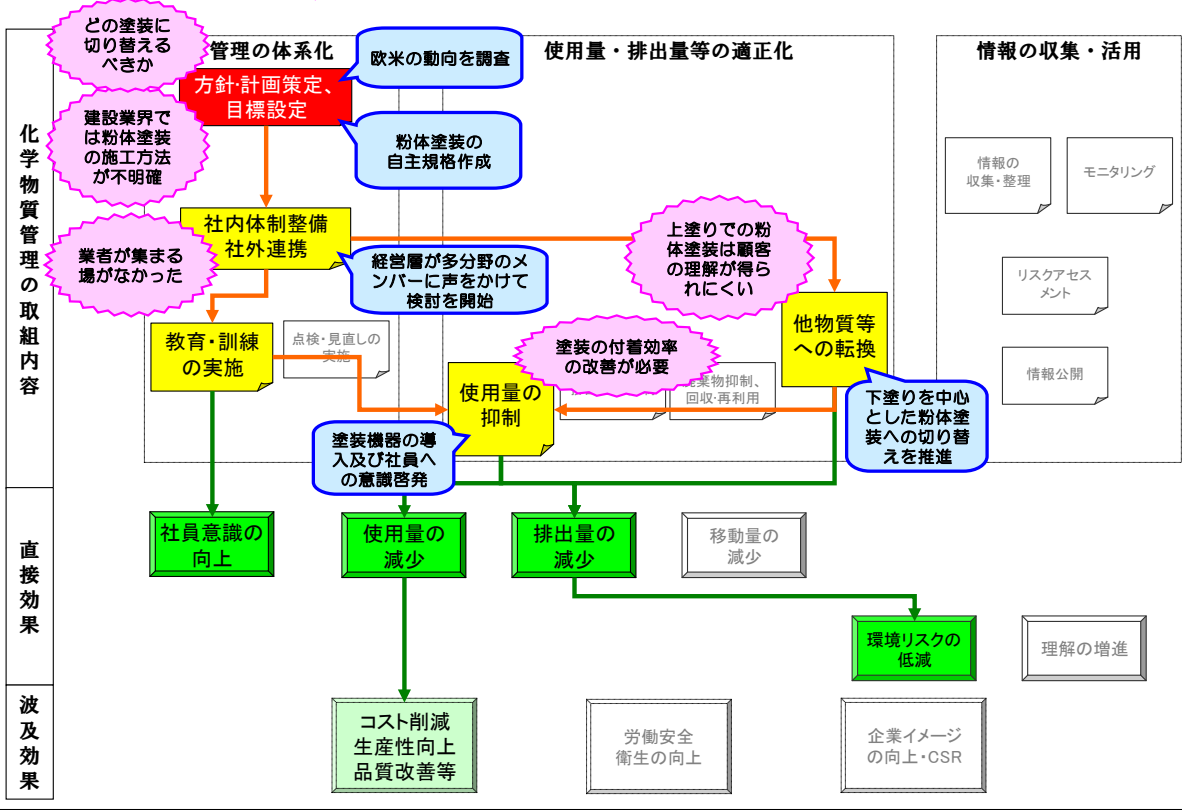 どの塗装に
切り替える
べきか
管理の体系化
使用量・排出量等の適正化
情報の収集・活用
欧米の動向を調査
方針・計画策定、
目標設定
建設業界で
は粉体塗装
の施工方法
が不明確
粉体塗装の
自主規格作成
化学物質管理の取組内容
情報の
収集・整理
モニタリング
社内体制整備
社外連携
業者が集まる
場がなかった
経営層が多分野のメ
ンバーに声をかけて
検討を開始
上塗りでの粉
体塗装は顧客
の理解が得ら
れにくい
リスクアセス
メント
教育・訓練
の実施
点検・見直しの
実施
塗装の付着効率
の改善が必要
他物質等
への転換
情報公開
使用量の
抑制
廃棄物抑制、
回収・再利用
下塗りを中心
とした粉体塗
装への切り替
えを推進
塗装機器の導
入及び社員へ
の意識啓発
直接効果
社員意識の
向上
使用量の
減少
排出量の
減少
移動量の
減少
環境リスクの
低減
理解の増進
波及効果
コスト削減
生産性向上
品質改善等
労働安全
衛生の向上
企業イメージ
の向上・CSR